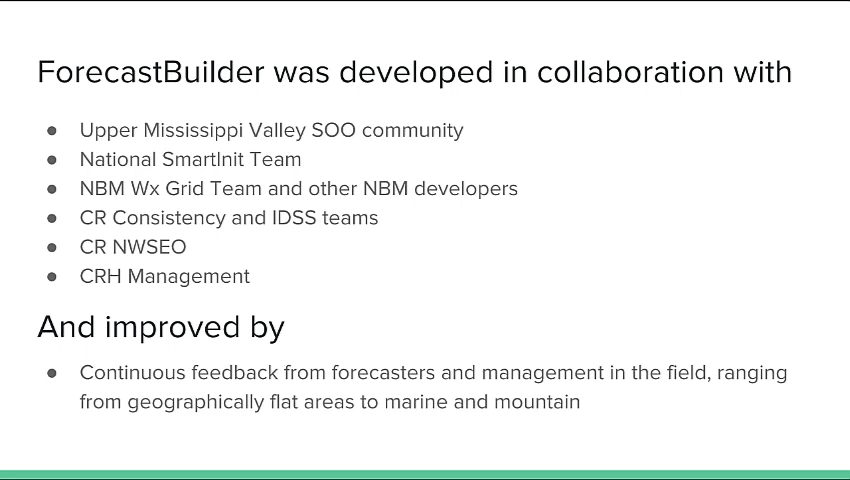 ForecastBuilder was developed in collaboration with
● Upper Mississippi Valley SOO community
● National SmartInit Team
● NBM Wx Grid Team and other NBM developers
● CR Consistency and IDSS teams
● CR NWSEO
● CRH Management
And improved by
● Continuous feedback from forecasters and management in the field, ranging
from geographically flat areas to marine and mountain